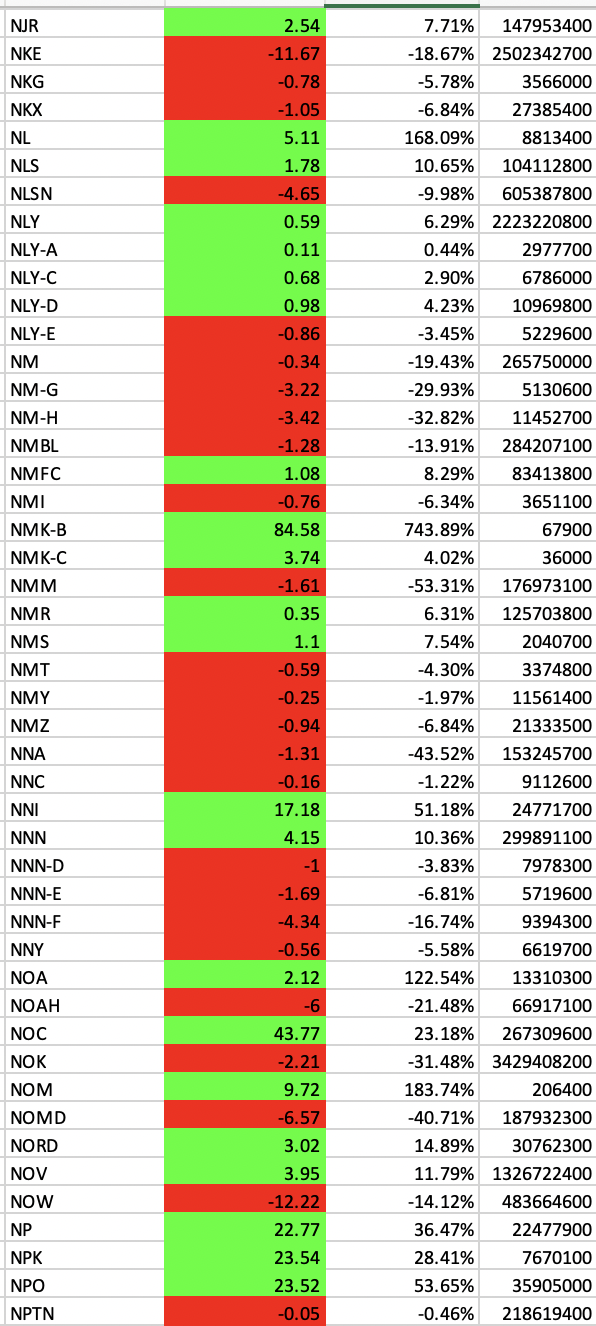 NJR 2.54 7.71% 147953400
NKE -11.67 -18.67% 2502342700
NKG -0.78 -5.78% 3566000
NKX -1.05 -6.84% 27385400
NL 5.11 168.09% 8813400
NLS 1.78 10.65% 104112800
NLSN -4.65 -9.98% 605387800
NLY 0.59 6.29% 2223220800
NLY-A 0.11 0.44% 2977700
NLY-C 0.68 2.90% 6786000
NLY-D 0.98 4.23% 10969800
NLY-E -0.86 -3.45% 5229600
NM -0.34 -19.43% 265750000
NM-G -3.22 -29.93% 5130600
NM-H -3.42 -32.82% 11452700
NMBL -1.28 -13.91% 284207100
NMFC 1.08 8.29% 83413800
NMI -0.76 -6.34% 3651100
NMK-B 84.58 743.89% 67900
NMK-C 3.74 4.02% 36000
NMM -1.61 -53.31% 176973100
NMR 0.35 6.31% 125703800
NMS 1.1 7.54% 2040700
NMT -0.59 -4.30% 3374800
NMY -0.25 -1.97% 11561400
NMZ -0.94 -6.84% 21333500
NNA -1.31 -43.52% 153245700
NNC -0.16 -1.22% 9112600
NNI 17.18 51.18% 24771700
NNN 4.15 10.36% 299891100
NNN-D -1 -3.83% 7978300
NNN-E -1.69 -6.81% 5719600
NNN-F -4.34 -16.74% 9394300
NNY -0.56 -5.58% 6619700
NOA 2.12 122.54% 13310300
NOAH -6 -21.48% 66917100
NOC 43.77 23.18% 267309600
NOK -2.21 -31.48% 3429408200
NOM 9.72 183.74% 206400
NOMD -6.57 -40.71% 187932300
NORD 3.02 14.89% 30762300
NOV 3.95 11.79% 1326722400
NOW -12.22 -14.12% 483664600
NP 22.77 36.47% 22477900
NPK 23.54 28.41% 7670100
NPO 23.52 53.65% 35905000
NPTN -0.05 -0.46% 218619400